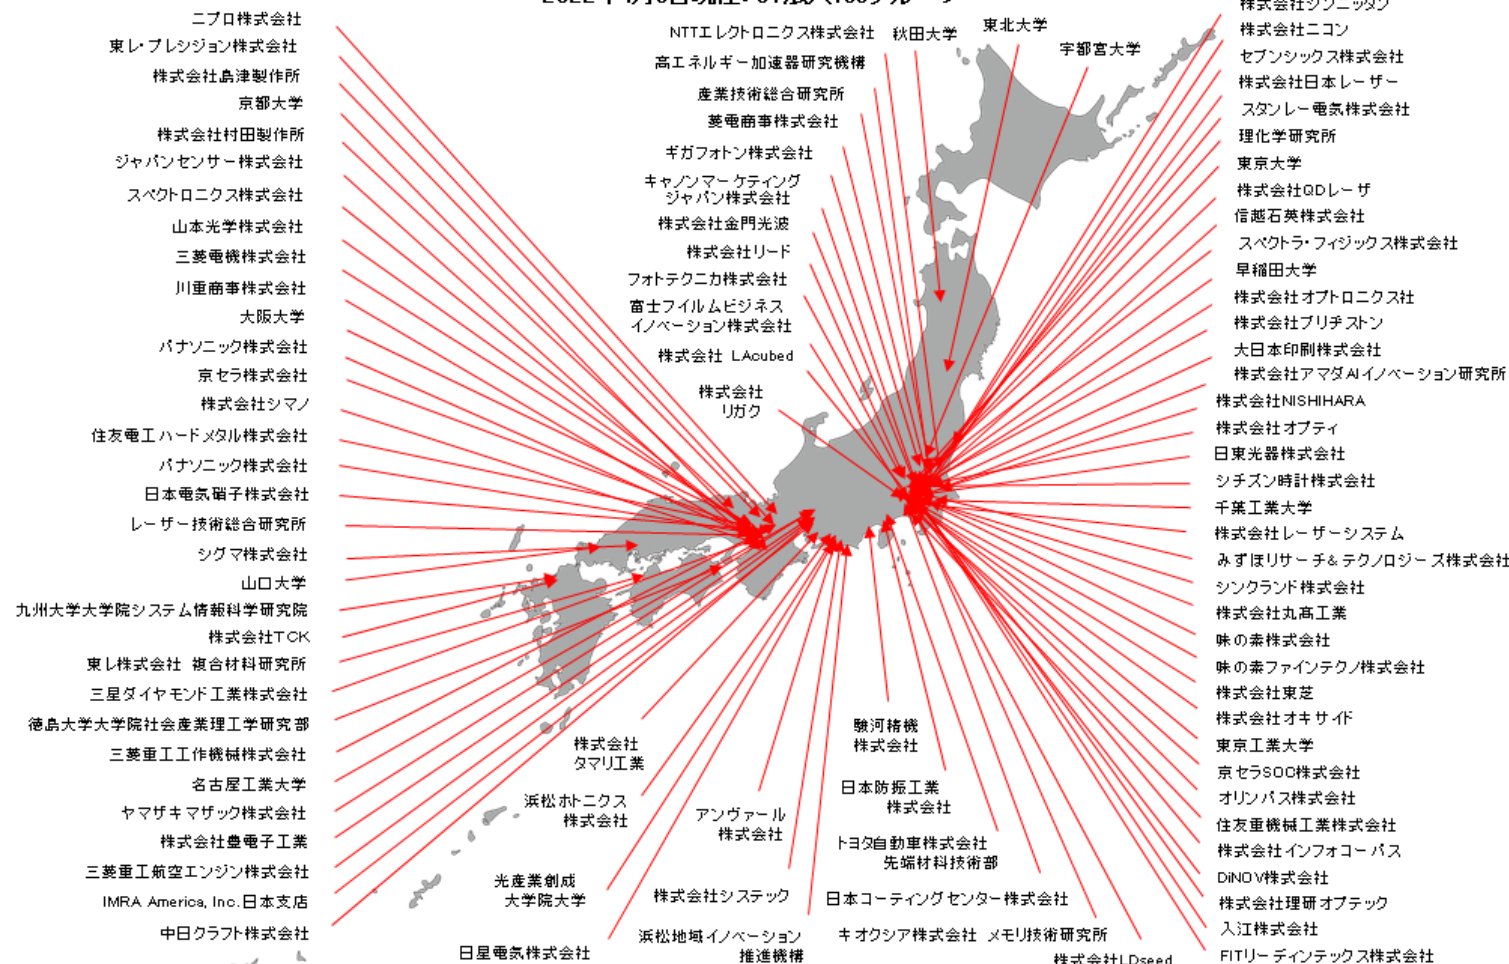 ニプロ株式会社
東レ・プレシジョン株式会社
株式会社島津製作所
京都大学
株式会社村田製作所
ジャパンセンサー株式会社
スペクトロニクス株式会社
山本光学株式会社
三菱電機株式会社
川重商事株式会社
大阪大学
パナソニック株式会社
京セラ株式会社
株式会社シマノ
住友電工ハードメタル株式会社
パナソニック株式会社
日本電気硝子株式会社
レーザー技術総合研究所
シグマ株式会社
山口大学
九州大学大学院システム情報科学研究院
株式会社TCK
東レ株式会社 複合材料研究所
三星ダイヤモンド工業株式会社
徳島大学大学院社会産業理工学研究部
三菱重工工作機械株式会社
名古屋工業大学
ヤマザキマザック株式会社
株式会社豊電子工業
三菱重工航空エンジン株式会社
IMRA America, Inc.日本支店
中日クラフト株式会社
NTTエレクトロニクス株式会社
秋田大学
東北大学
宇都宮大学
高エネルギー加速器研究機構
産業技術総合研究所
菱電商事株式会社
ギガフォトン株式会社
キャノンマーケティング
ジャパン株式会社
株式会社金門光波
株式会社リード
フォトテクニカ株式会社
富士フイルムビジネス
イノベーション株式会社
株式会社 LAcubed
株式会社
リガク
株式会社
タマリ工業
浜松ホトニクス
株式会社
光産業創成
大学院大学
日星電気株式会社
アンヴァール
株式会社
株式会社システック
浜松地域イノベーション
推進機構
駿河精機
株式会社
日本防振工業
株式会社
トヨタ自動車株式会社
先端材料技術部
日本コーティングセンター株式会社
キオクシア株式会社 メモリ技術研究所
株式会社LDseed
株式会社シンニッタン
株式会社ニコン
セブンシックス株式会社
株式会社日本レーザー
スタンレー電気株式会社
理化学研究所
東京大学
株式会社QDレーザ
信越石英株式会社
スペクトラ・フィジックス株式会社
早稲田大学
株式会社オプトロニクス社
株式会社ブリヂストン
大日本印刷株式会社
株式会社アマダAIイノベーション研究所
株式会社NISHIHARA
株式会社オプティ
日東光器株式会社
シチズン時計株式会社
千葉工業大学
株式会社レーザーシステム
みずほリサーチ&テクノロジーズ株式会社
シンクランド株式会社
株式会社丸高工業
味の素株式会社
味の素ファインテクノ株式会社
株式会社東芝
株式会社オキサイド
東京工業大学
京セラSOC株式会社
オリンパス株式会社
住友重機械工業株式会社
株式会社インフォコーパス
DiNOV株式会社
株式会社理研オプテック
入江株式会社
FITリーディンテックス株式会社